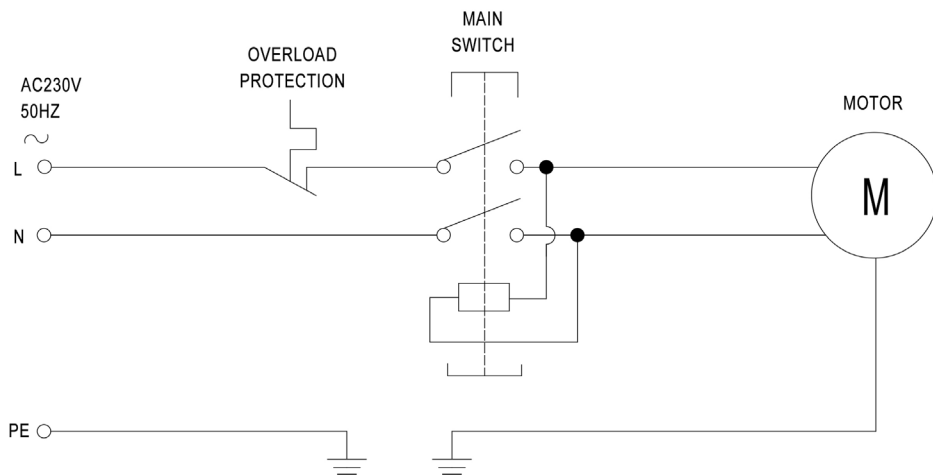 MAIN
SWITCH
OVERLOAD
PROTECTION
AC230V
50HZ
MOTOR
L
M
N
PE